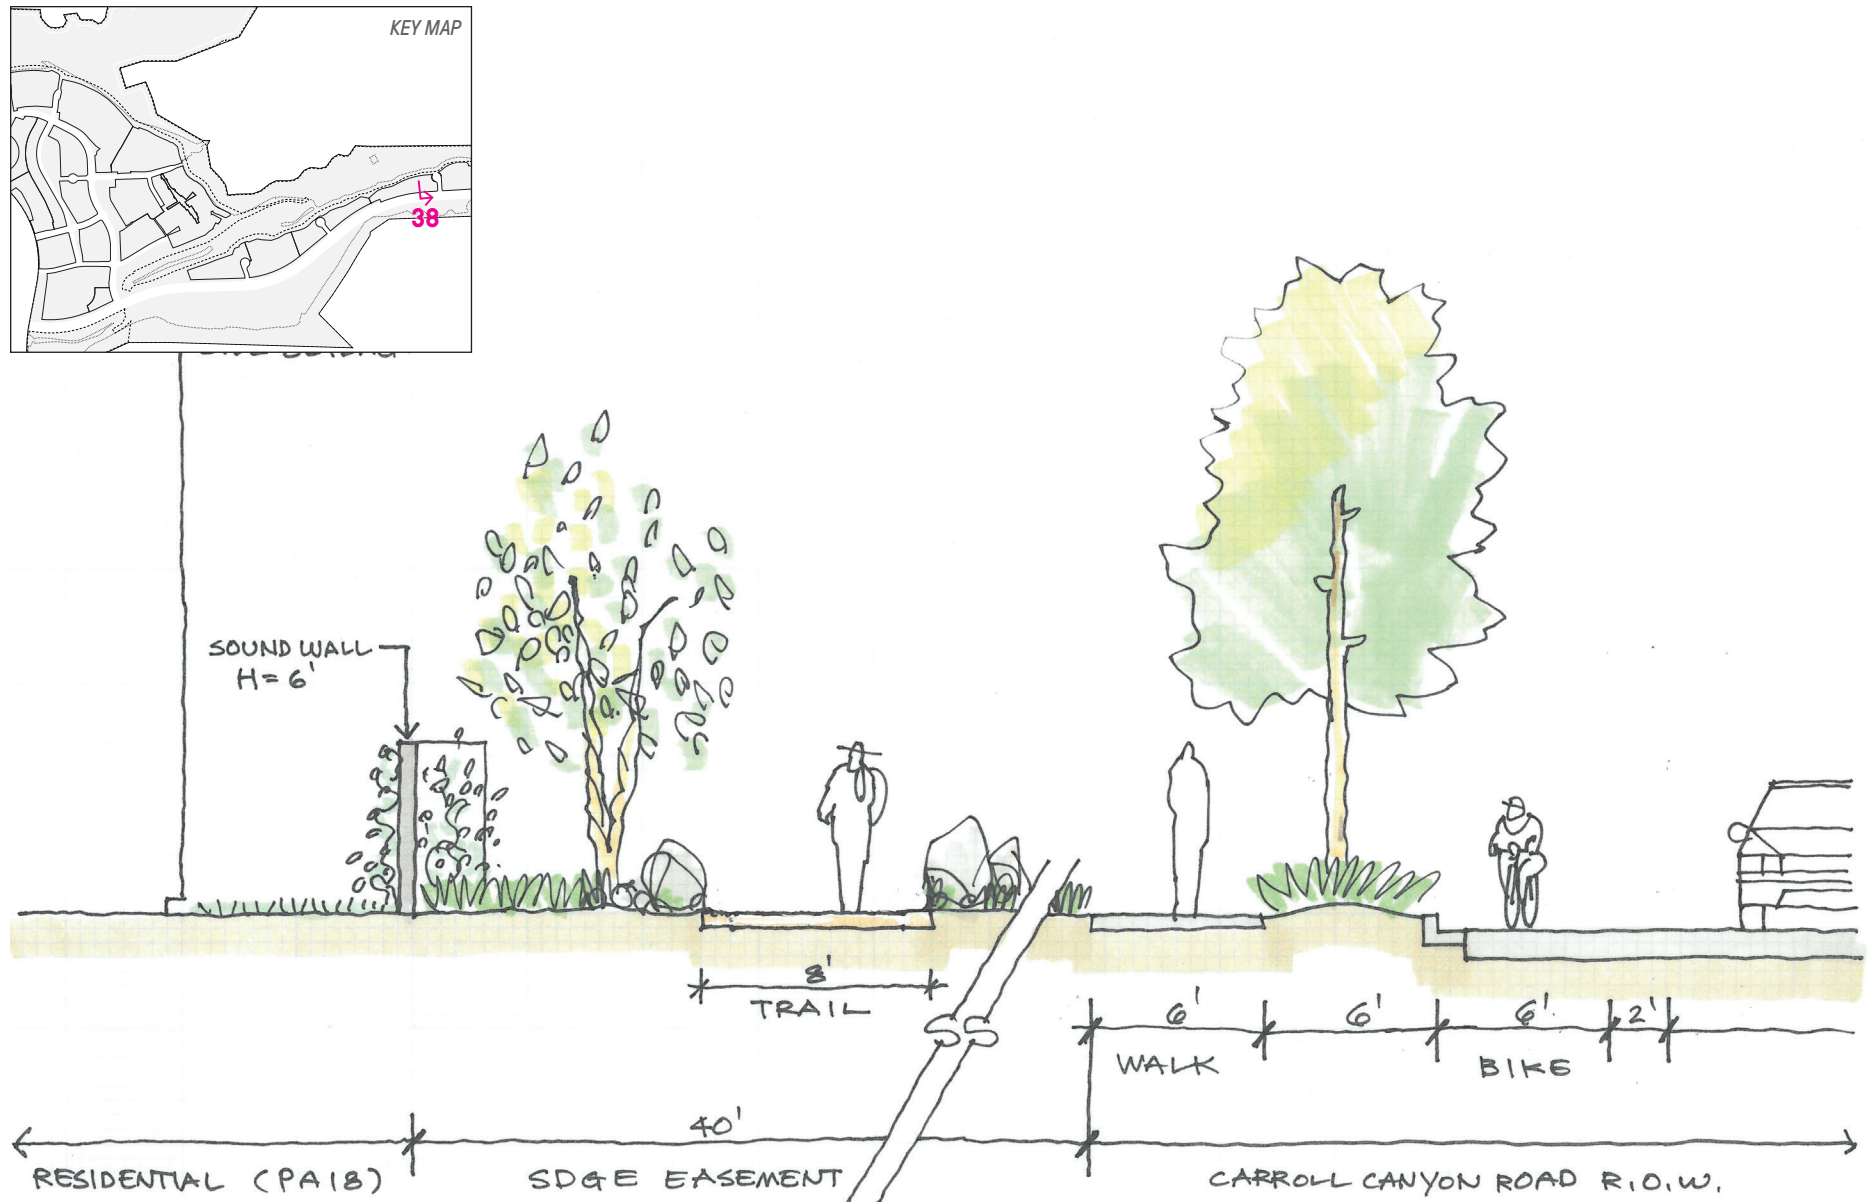 KEY MAP
38
SOUND WALL
H=6'
8'
TRAIL
6' 6' 6' 2'
WALK BIKE
40'
RESIDENTIAL (PA18) SDGE EASEMENT CARROLL CANYON ROAD R.O.W.